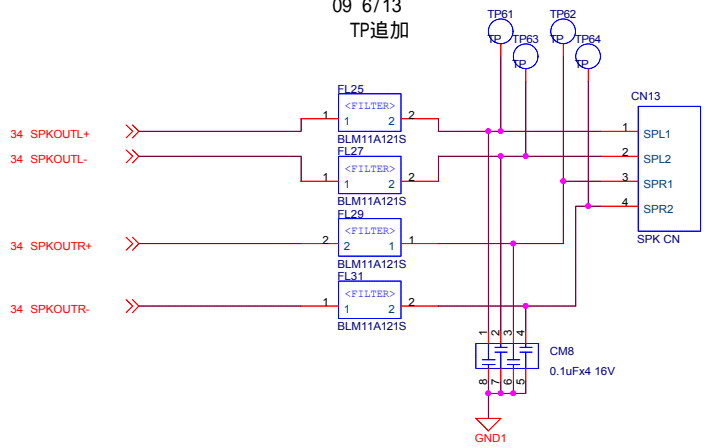 09 6/13
TP追加
TP61
TP62
TP63
TP64
TP
TP
TP
TP
CN13
1 SPL1
2 SPL2
3 SPR1
4 SPR2
SPK CN
34 SPKOUTL+
34 SPKOUTL-
34 SPKOUTR+
34 SPKOUTR-
FL25
<FILTER>
1 1 2 2
BLM11A121S
FL27
<FILTER>
1 1 2 2
BLM11A121S
FL29
<FILTER>
2 2 1 1
BLM11A121S
FL31
<FILTER>
1 1 2 2
BLM11A121S
1 2 3 4
8 7 6 5
CM8
0.1uFx4 16V
GND1